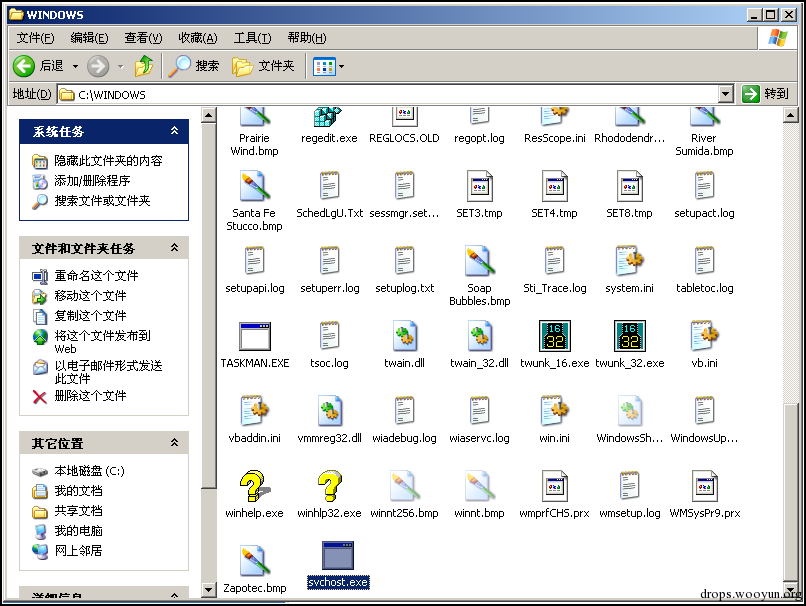 WINDOWS
文件(F) 编辑(E) 查看(V) 收藏(A) 工具(T) 帮助(H)
后退 搜索 文件夹
地址(D) C:\WINDOWS 转到
系统任务
隐藏此文件夹的内容
添加/删除程序
搜索文件或文件夹
文件和文件夹任务
重命名这个文件
移动这个文件
复制这个文件
将这个文件发布到
Web
以电子邮件形式发送
此文件
删除这个文件
其它位置
本地磁盘 (C:)
我的文档
共享文档
我的电脑
网上邻居
详细信息
Prairie Wind.bmp
regedit.exe
REGLOCS.OLD
regopt.log
ResScope.ini
Rhododendr...
River Sumida.bmp
Santa Fe Stucco.bmp
SchedLgU.Txt
sessmgr.set...
SET3.tmp
SET4.tmp
SET8.tmp
setupact.log
setupapi.log
setuperr.log
setuplog.txt
Soap Bubbles.bmp
Sti_Trace.log
system.ini
tabletoc.log
TASKMAN.EXE
tsoc.log
twain.dll
twain_32.dll
16 32
twunk_16.exe
16 32
twunk_32.exe
vb.ini
vbaddin.ini
vmmreg32.dll
wiadebug.log
wiaservc.log
win.ini
WindowsSh...
WindowsUp...
winhelp.exe
winhlp32.exe
winnt256.bmp
winnt.bmp
wmprfCHS.prx
wmsetup.log
WMSysPr9.prx
Zapotec.bmp
svchost.exe
drops.wooyun.org